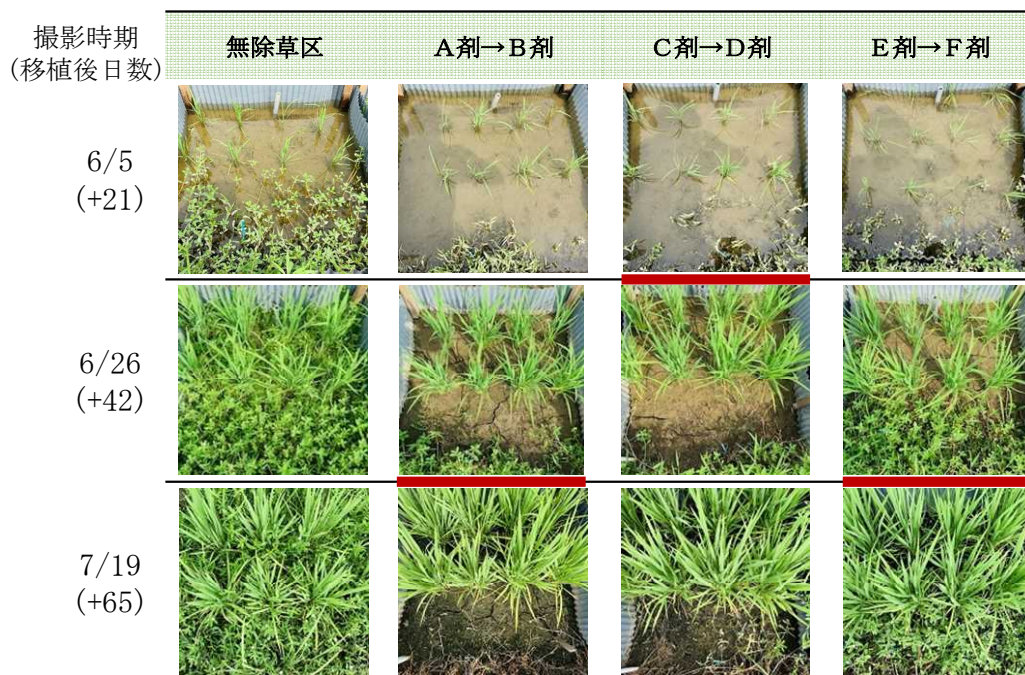 撮影時期
(移植後日数)
無除草区
Ａ剤→Ｂ剤
Ｃ剤→Ｄ剤
Ｅ剤→Ｆ剤
6/5
(+21)
6/26
(+42)
7/19
(+65)